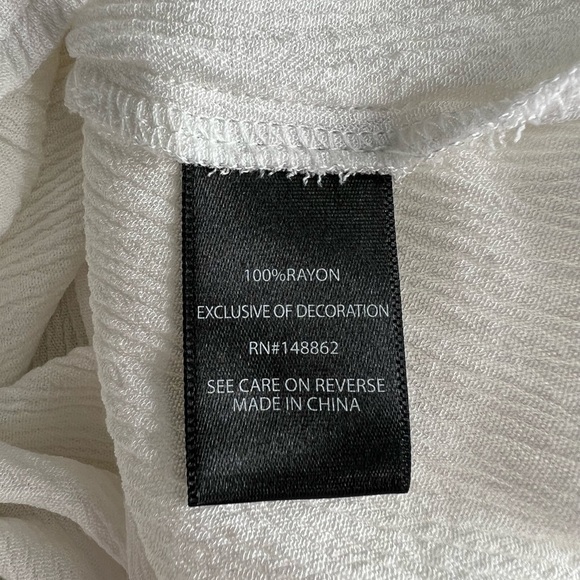 100%RAYON
EXCLUSIVE OF DECORATION
RN#148862
SEE CARE ON REVERSE
MADE IN CHINA